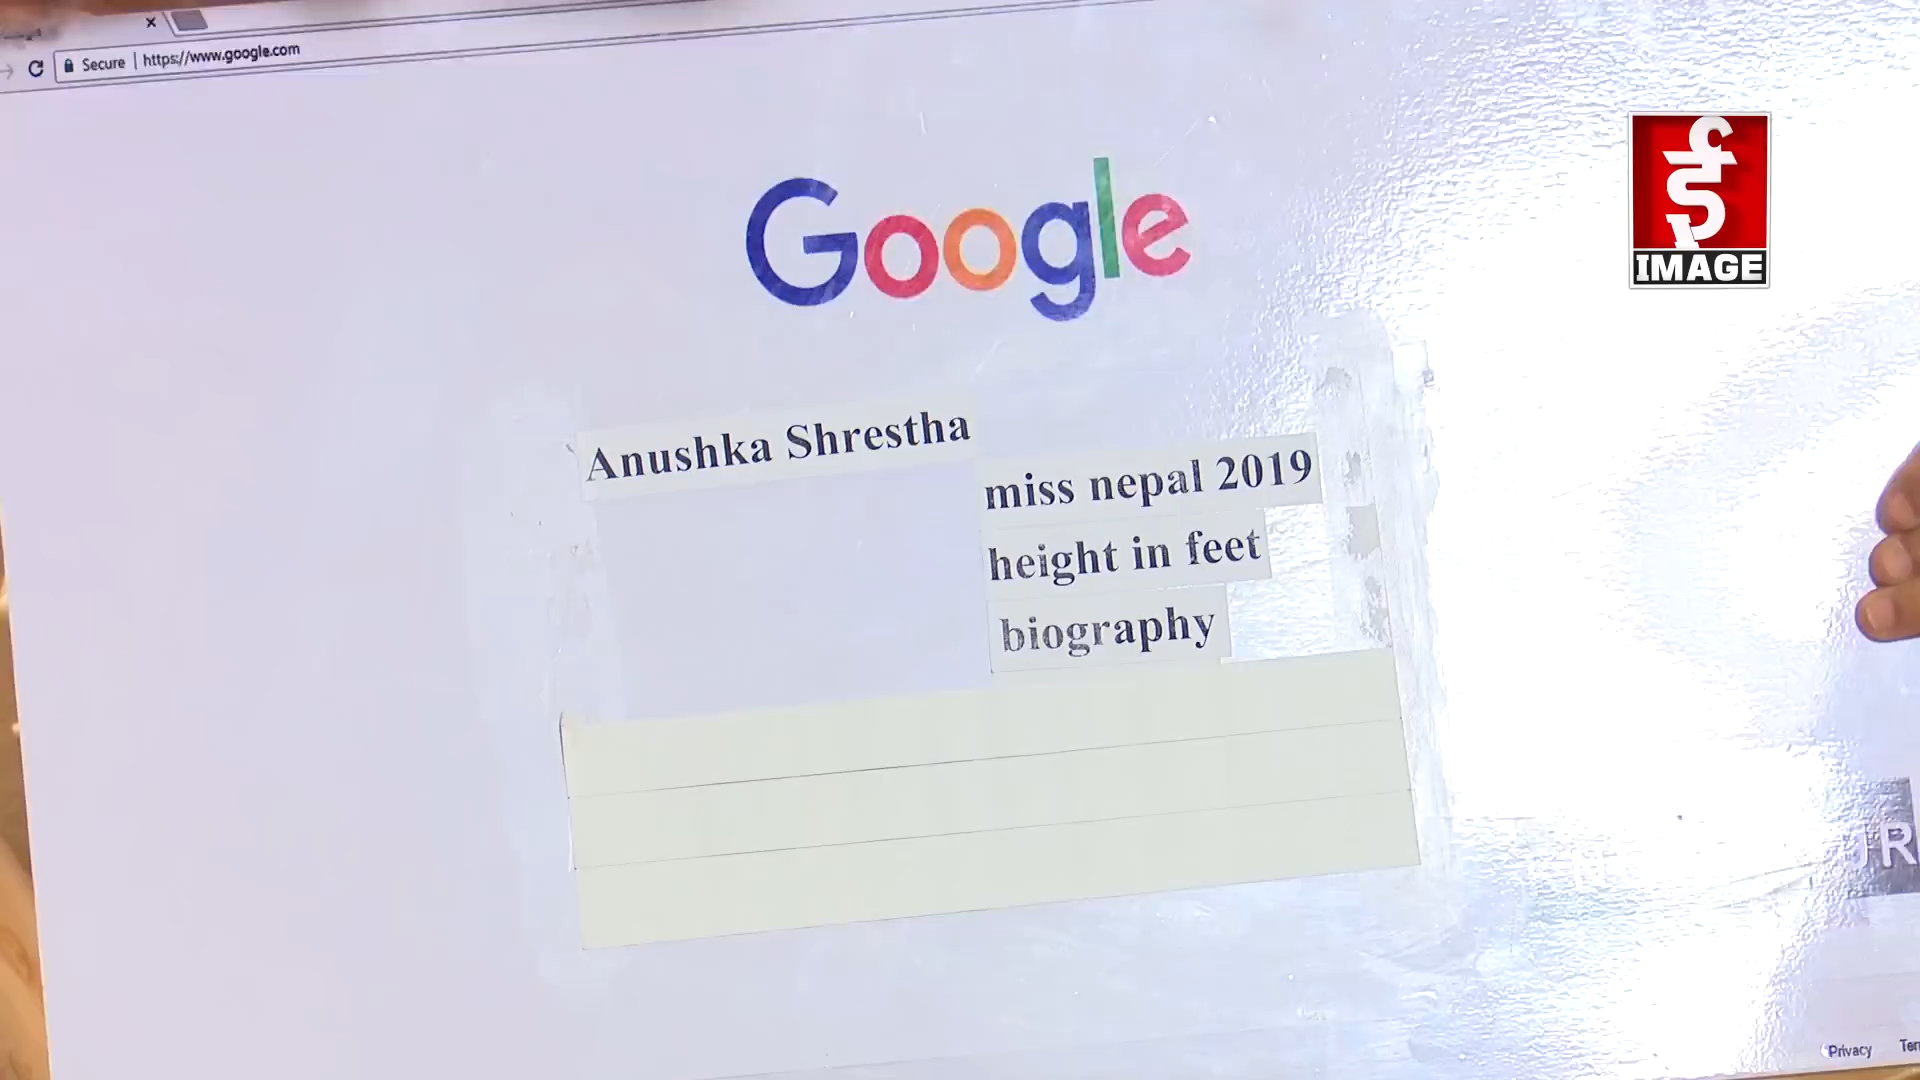 Secure | https://www.google.com
Google
IMAGE
Anushka Shrestha
miss nepal 2019
height in feet
biography
R
Privacy